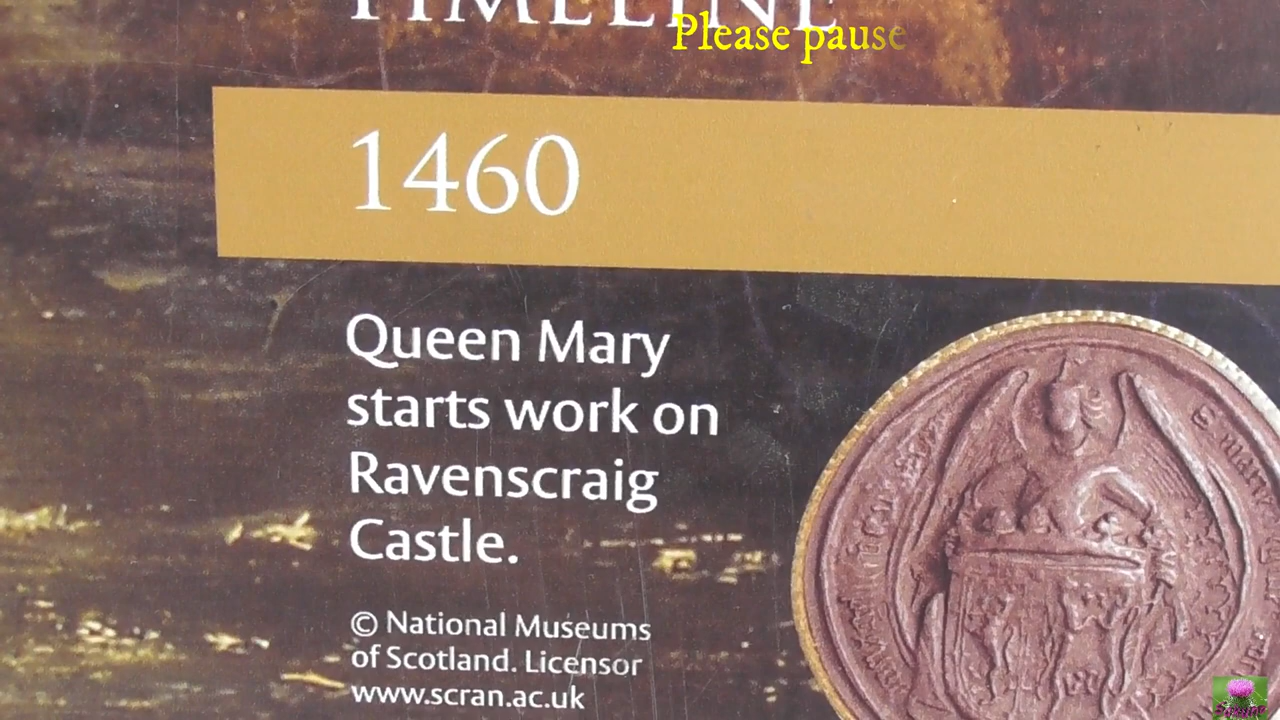 TIMELINE
Please pause
1460
Queen Mary
starts work on
Ravenscraig
Castle.
© National Museums
of Scotland. Licensor
www.scran.ac.uk